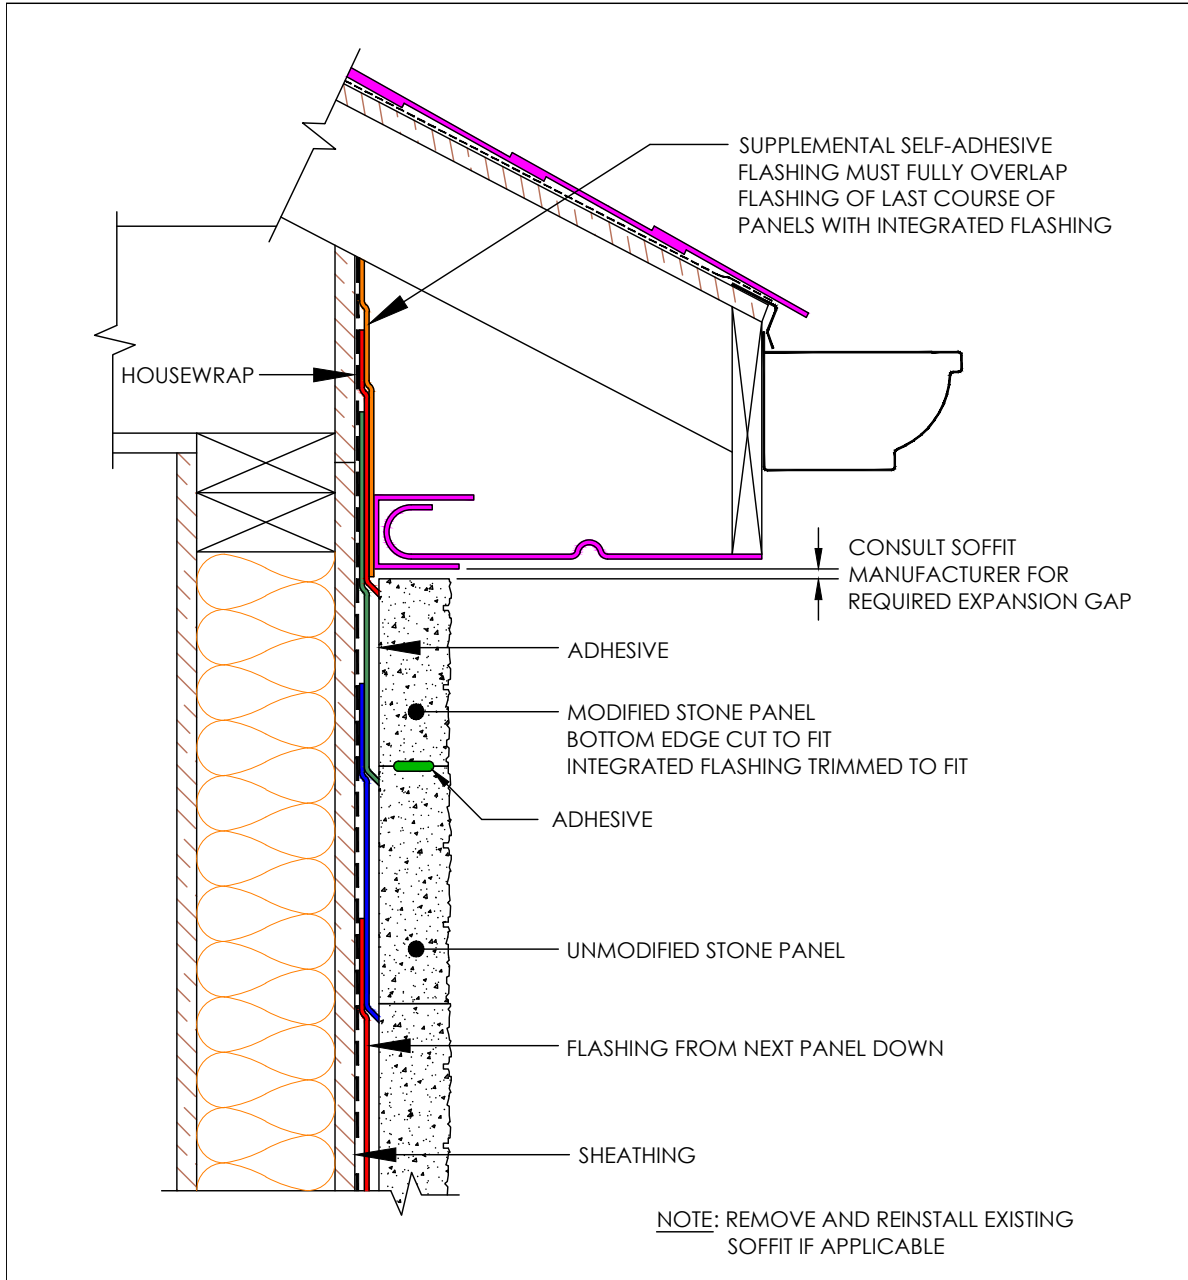 SUPPLEMENTAL SELF-ADHESIVE
FLASHING MUST FULLY OVERLAP
FLASHING OF LAST COURSE OF
PANELS WITH INTEGRATED FLASHING
HOUSEWRAP
CONSULT SOFFIT
MANUFACTURER FOR
REQUIRED EXPANSION GAP
ADHESIVE
MODIFIED STONE PANEL
BOTTOM EDGE CUT TO FIT
INTEGRATED FLASHING TRIMMED TO FIT
ADHESIVE
UNMODIFIED STONE PANEL
FLASHING FROM NEXT PANEL DOWN
SHEATHING
NOTE: REMOVE AND REINSTALL EXISTING
SOFFIT IF APPLICABLE